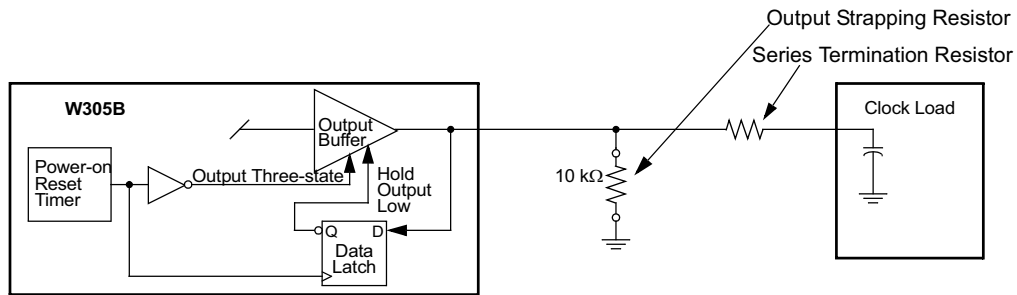 Output Strapping Resistor
Series Termination Resistor
W305B
Clock Load
Output
Buffer
Power-on
Reset
Timer
Output Three-state
Hold
Output
Low
10 kΩ
Q D
Data
Latch